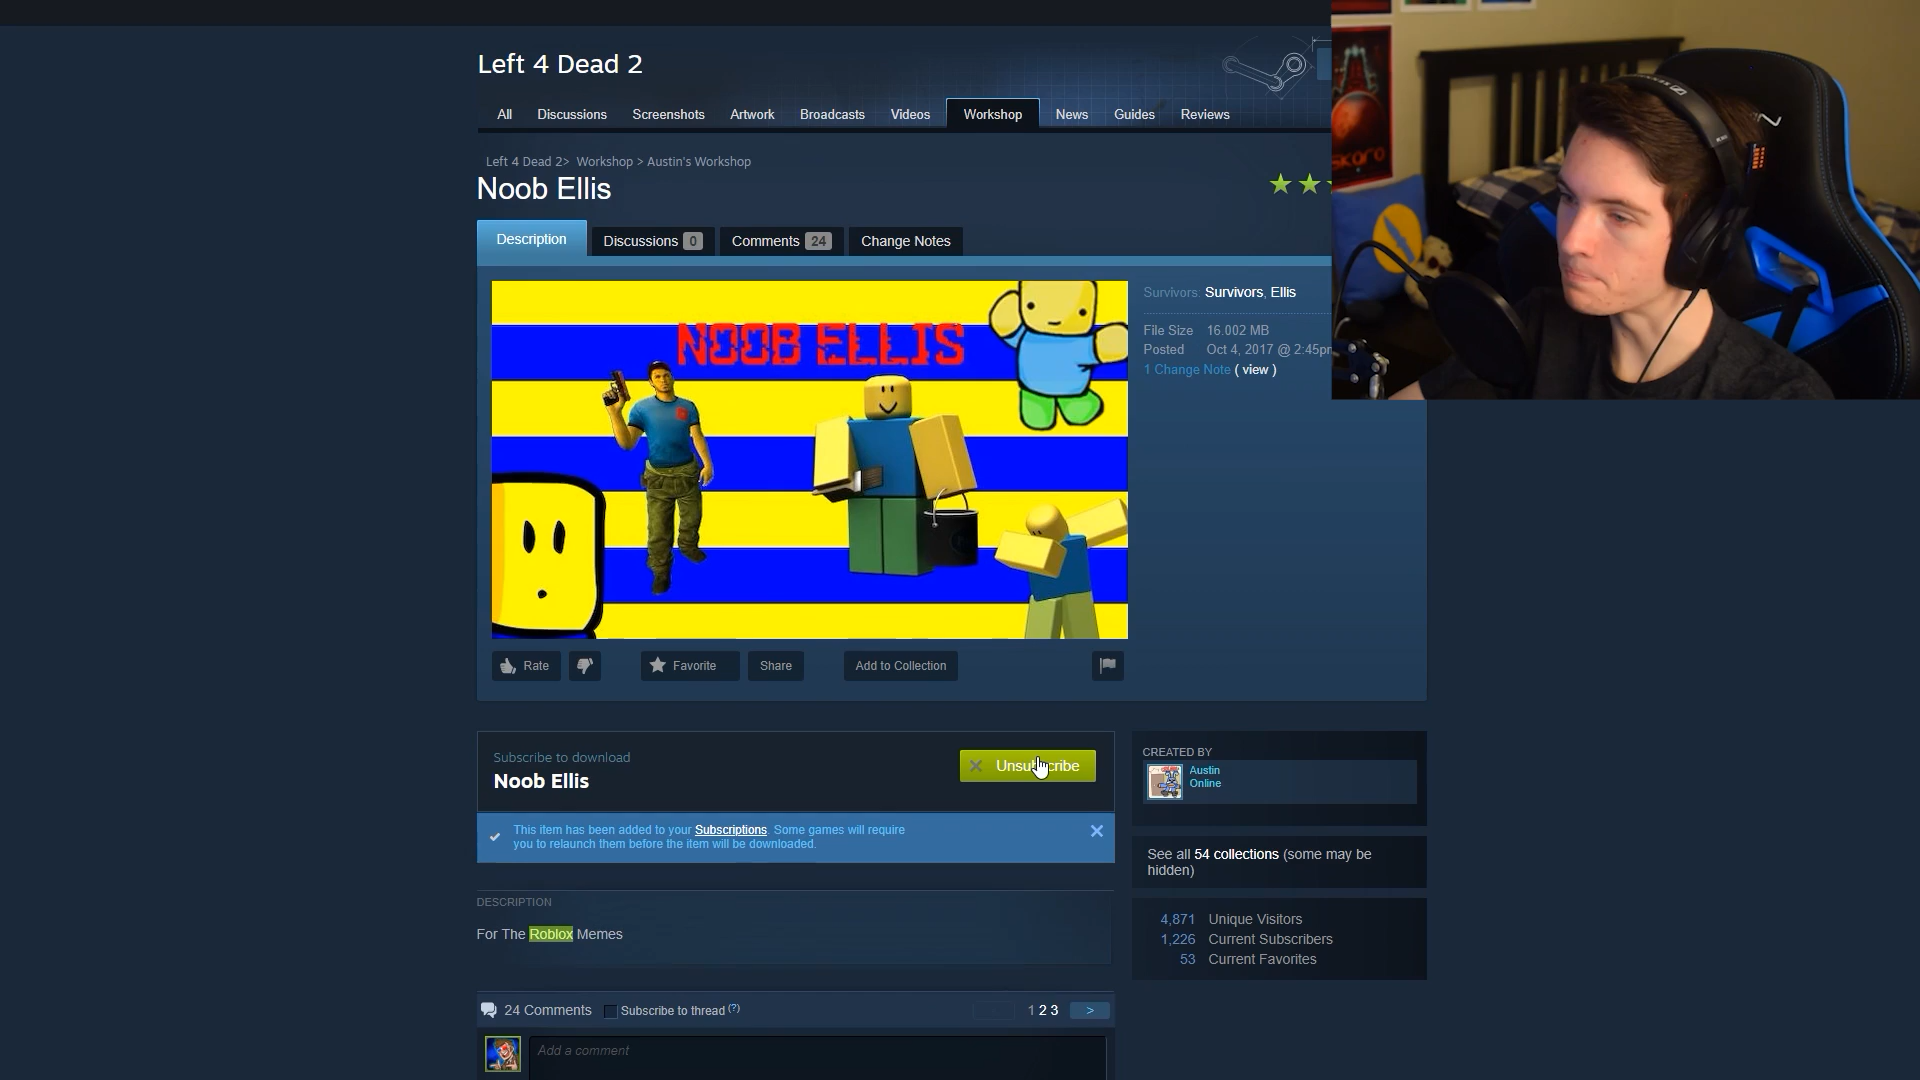 Left 4 Dead 2
All Discussions Screenshots Artwork Broadcasts Videos Workshop News Guides Reviews
Left 4 Dead 2> Workshop > Austin's Workshop
Noob Ellis
Description Discussions 0 Comments 24 Change Notes
NOOB ELLIS
Survivors: Survivors, Ellis
File Size 16.002 MB
Posted Oct 4, 2017 @ 2:45pm
1 Change Note ( view )
skoro
Rate Favorite Share Add to Collection
Subscribe to download
Noob Ellis
Unsubscribe
This item has been added to your Subscriptions. Some games will require
you to relaunch them before the item will be downloaded.
CREATED BY
Austin
Online
See all 54 collections (some may be
hidden)
4,871 Unique Visitors
1,226 Current Subscribers
53 Current Favorites
DESCRIPTION
For The Roblox Memes
24 Comments Subscribe to thread (?) 1 2 3 >
Add a comment